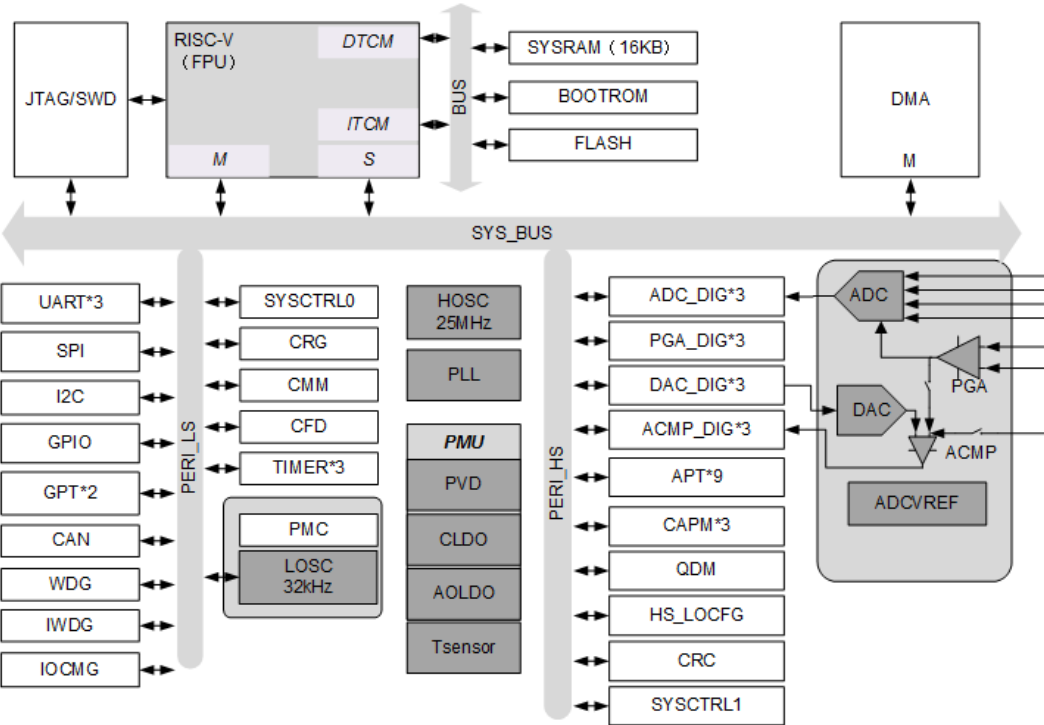 JTAG/SWD
RISC-V
（FPU）
DTCM
ITCM
M
S
BUS
SYSRAM（16KB）
BOOTROM
FLASH
DMA
M
SYS_BUS
UART*3
SPI
I2C
GPIO
GPT*2
CAN
WDG
IWDG
IOCMG
PERI_LS
SYSCTRL0
CRG
CMM
CFD
TIMER*3
PMC
LOSC
32kHz
HOSC
25MHz
PLL
PMU
PVD
CLDO
AOLDO
Tsensor
PERI_HS
ADC_DIG*3
PGA_DIG*3
DAC_DIG*3
ACMP_DIG*3
APT*9
CAPM*3
QDM
HS_LOCFG
CRC
SYSCTRL1
ADC
PGA
DAC
ACMP
ADCVREF